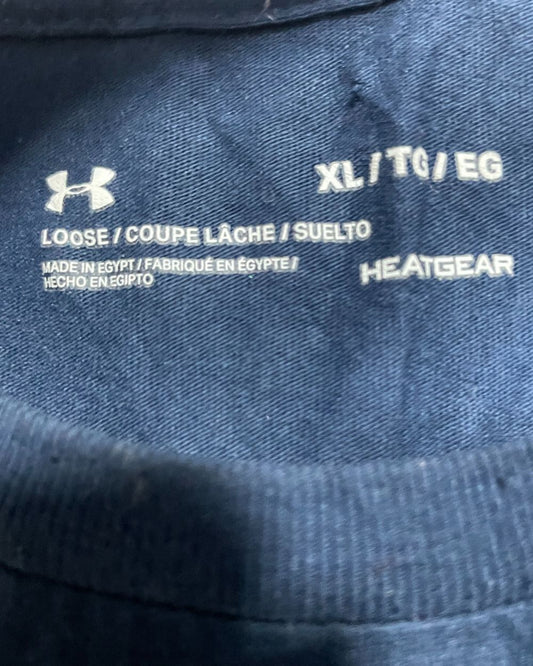 XL / TG / EG
LOOSE / COUPE LÂCHE / SUELTO
MADE IN EGYPT / FABRIQUÉ EN ÉGYPTE /
HECHO EN EGIPTO
HEATGEAR